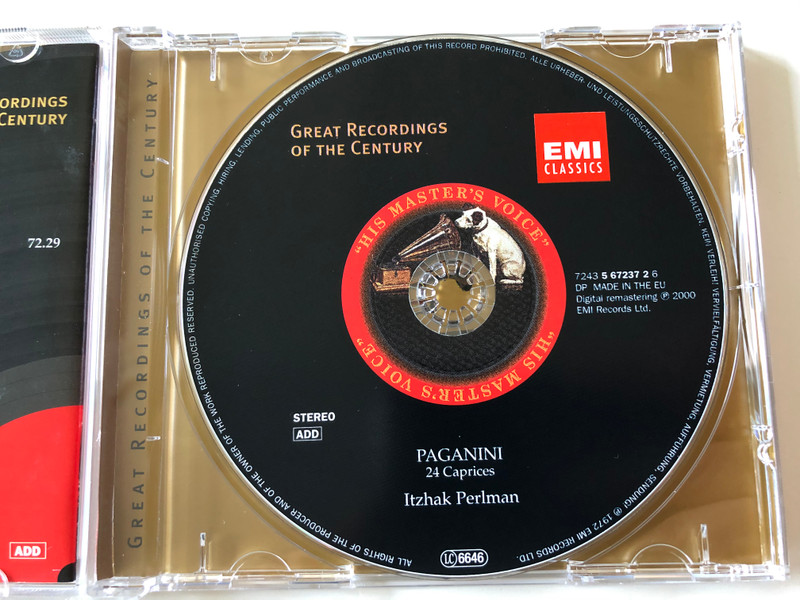 ORDINGS
CENTURY
72.29
ADD
GREAT RECORDINGS OF THE CENTURY
GREAT RECORDINGS
OF THE CENTURY
EMI
CLASSICS
"HIS MASTER'S VOICE"
"HIS MASTER'S VOICE"
7243 5 67237 2 6
DP MADE IN THE EU
Digital remastering ℗ 2000
EMI Records Ltd.
STEREO
ADD
PAGANINI
24 Caprices
Itzhak Perlman
LC 6646
ALL RIGHTS OF THE PRODUCER AND OF THE OWNER OF THE WORK REPRODUCED RESERVED. UNAUTHORISED COPYING, HIRING, LENDING, PUBLIC PERFORMANCE AND BROADCASTING OF THIS RECORD PROHIBITED. ALLE URHEBER- UND LEISTUNGSSCHUTZRECHTE VORBEHALTEN. KEIN VERLEIH! VERVIELFÄLTIGUNG, VERMIETUNG, AUFFÜHRUNG, SENDUNG! ℗ 1972 EMI RECORDS LTD.